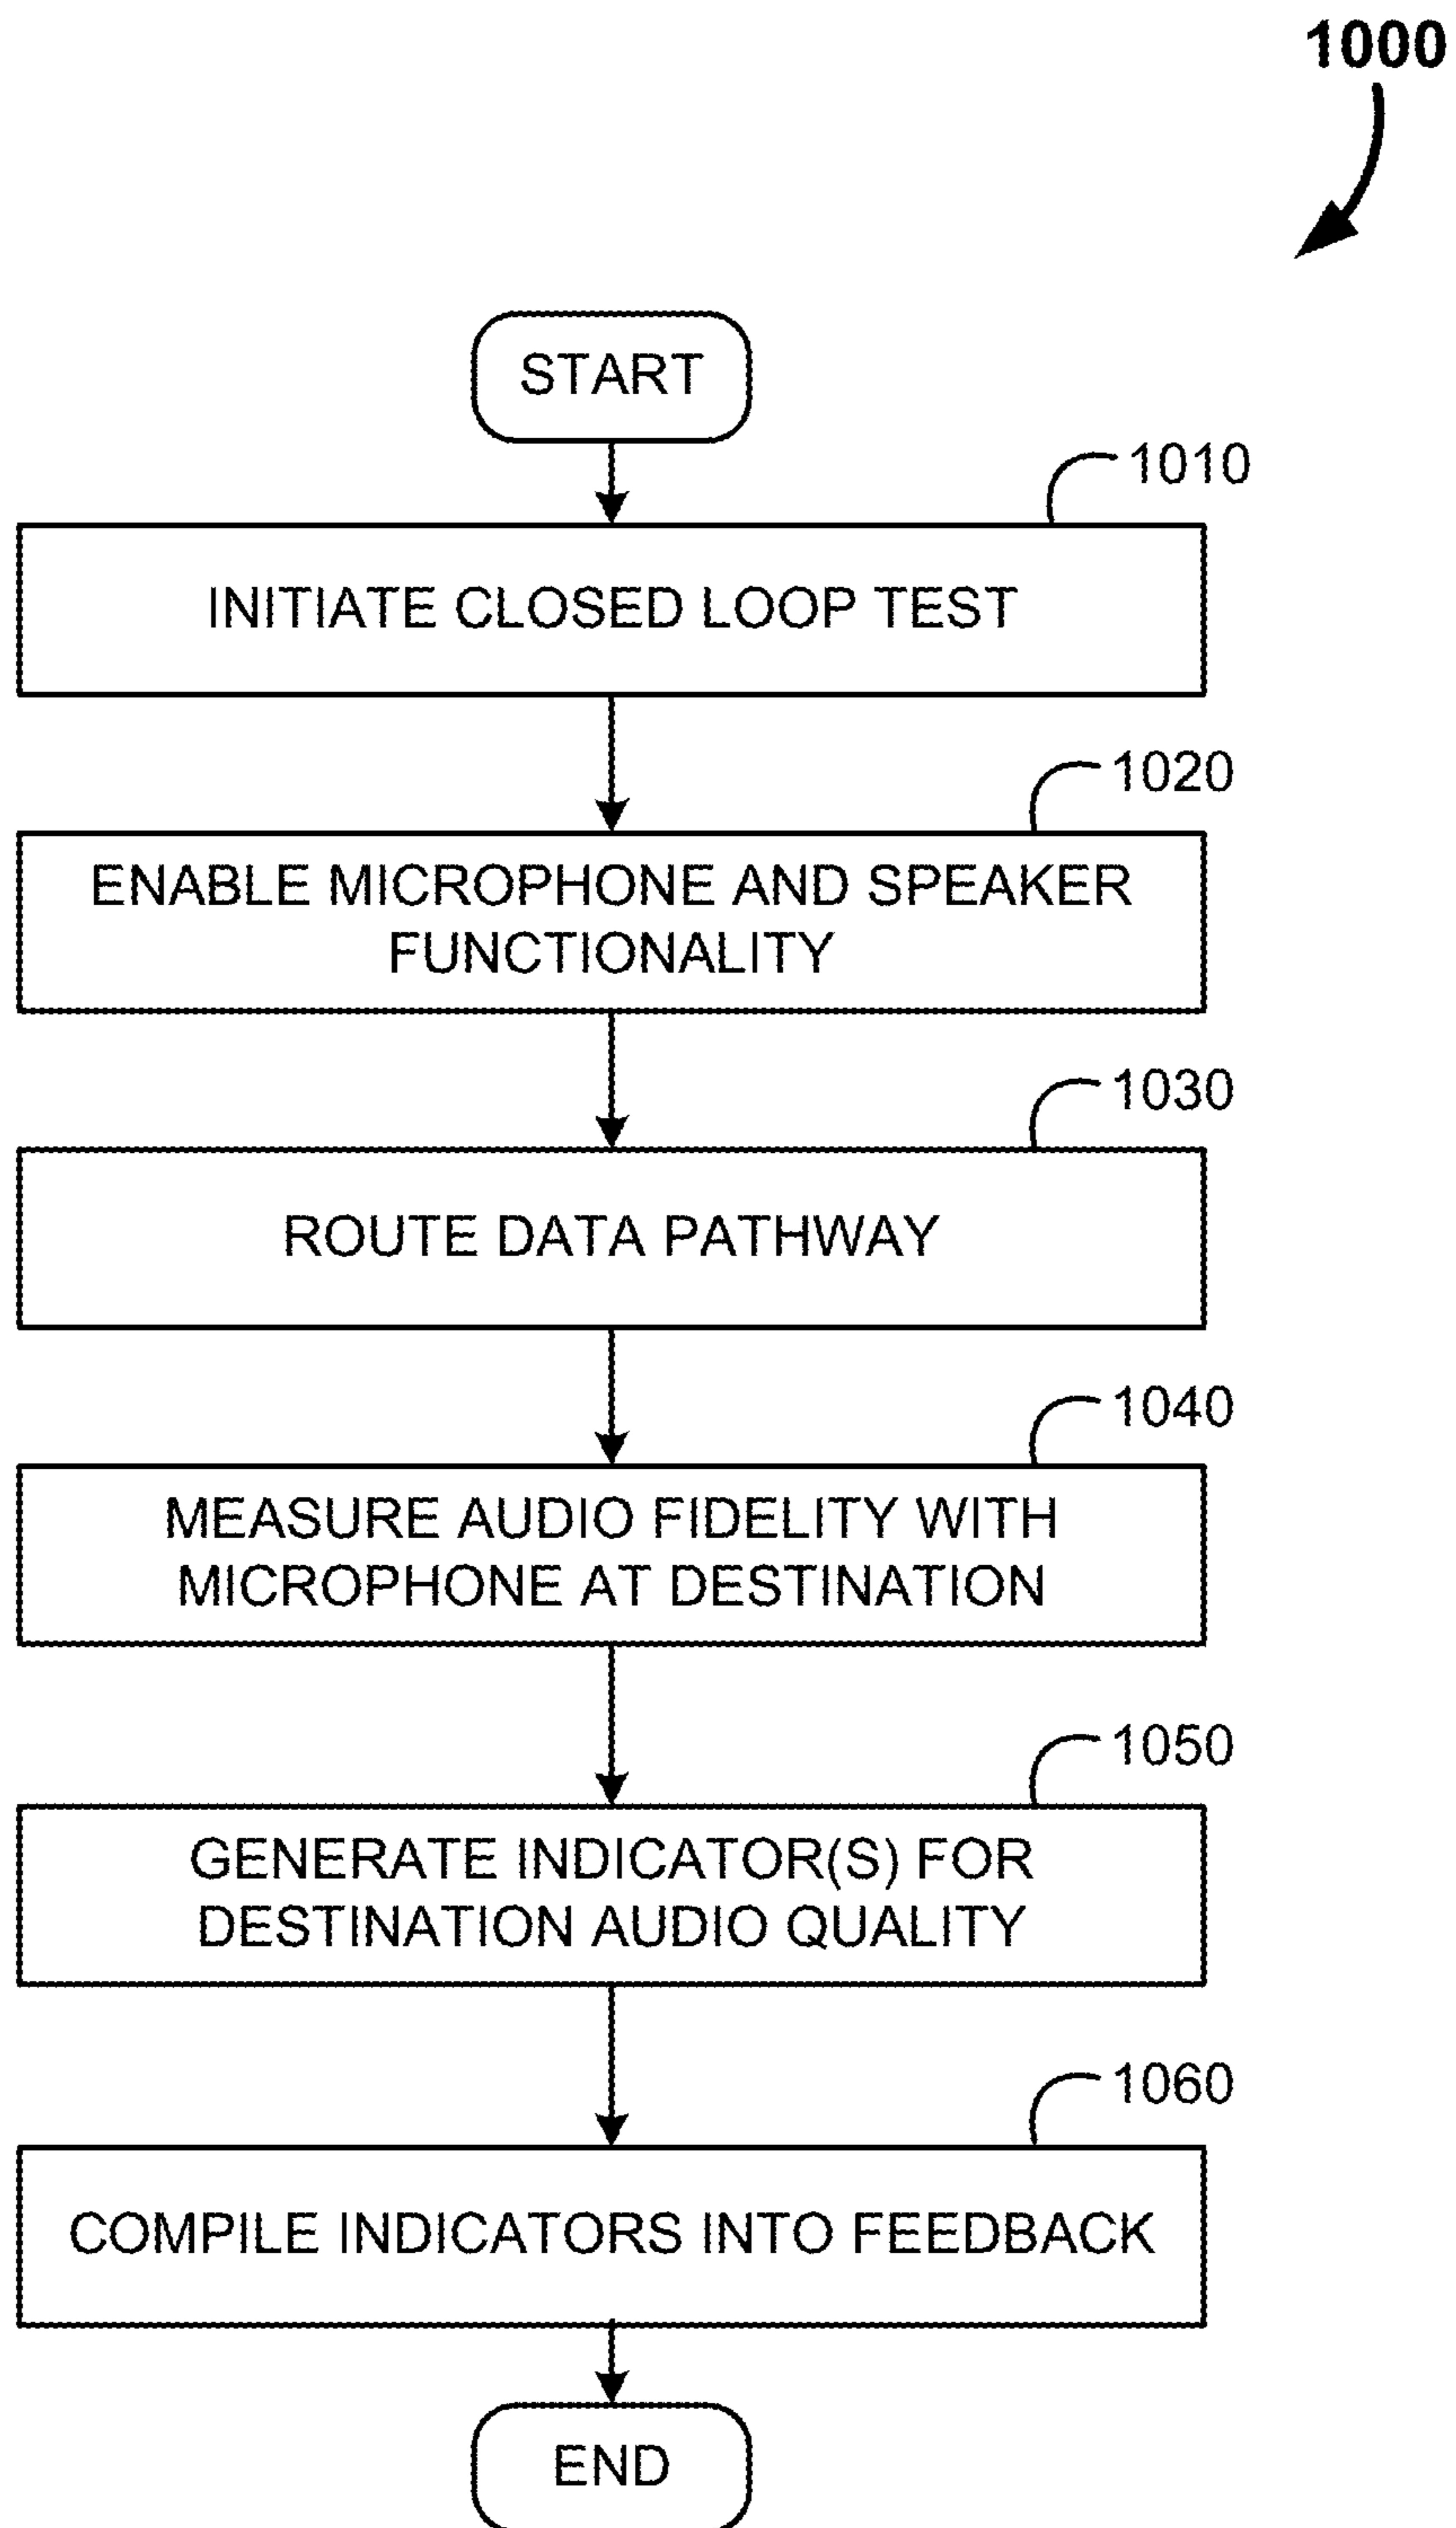 1000
START
1010
INITIATE CLOSED LOOP TEST
1020
ENABLE MICROPHONE AND SPEAKER
FUNCTIONALITY
1030
ROUTE DATA PATHWAY
1040
MEASURE AUDIO FIDELITY WITH
MICROPHONE AT DESTINATION
1050
GENERATE INDICATOR(S) FOR
DESTINATION AUDIO QUALITY
1060
COMPILE INDICATORS INTO FEEDBACK
END